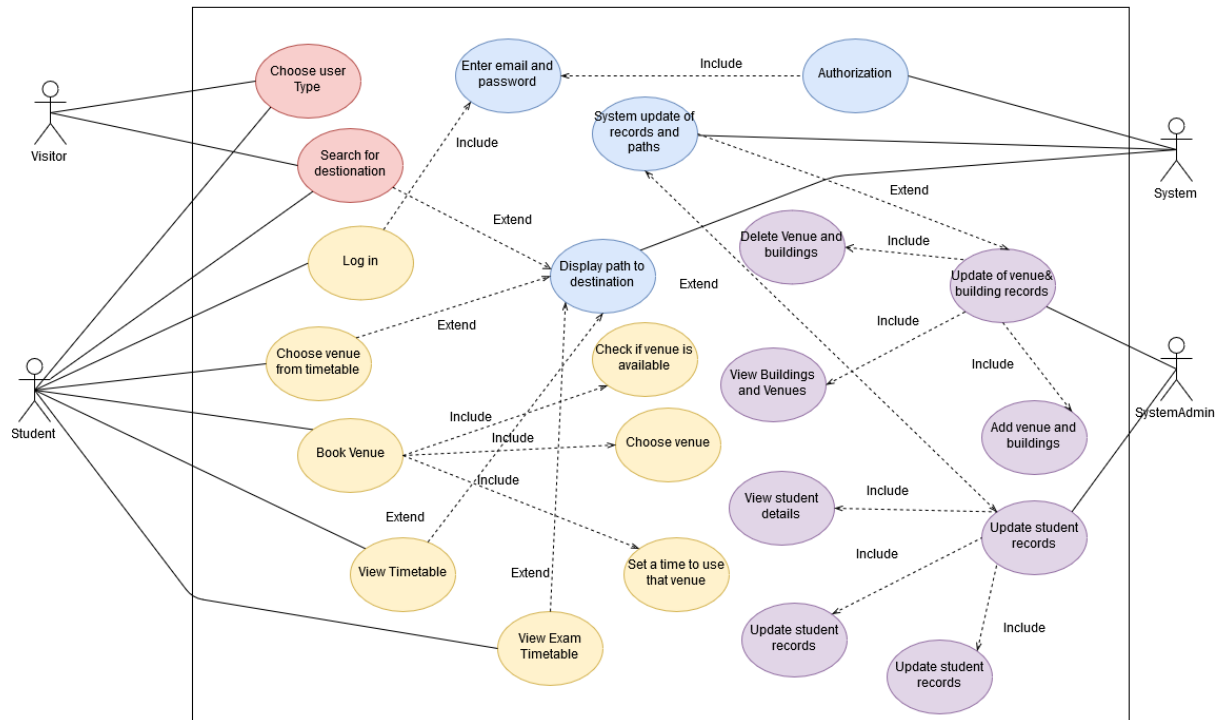 Choose user
Type
Enter email and
password
Include
Authorization
Visitor
System update of
records and
paths
Include
Search for
destionation
System
Extend
Extend
Delete Venue and
buildings
Include
Log in
Display path to
destination
Update of venue&
building records
Extend
Extend
Include
Choose venue
from timetable
Check if venue is
available
Include
View Buildings
and Venues
Student
SystemAdmin
Include
Include
Choose venue
Add venue and
buildings
Book Venue
Include
Include
View student
details
Extend
Update student
records
Include
View Timetable
Extend
Set a time to use
that venue
Update student
records
Include
View Exam
Timetable
Update student
records